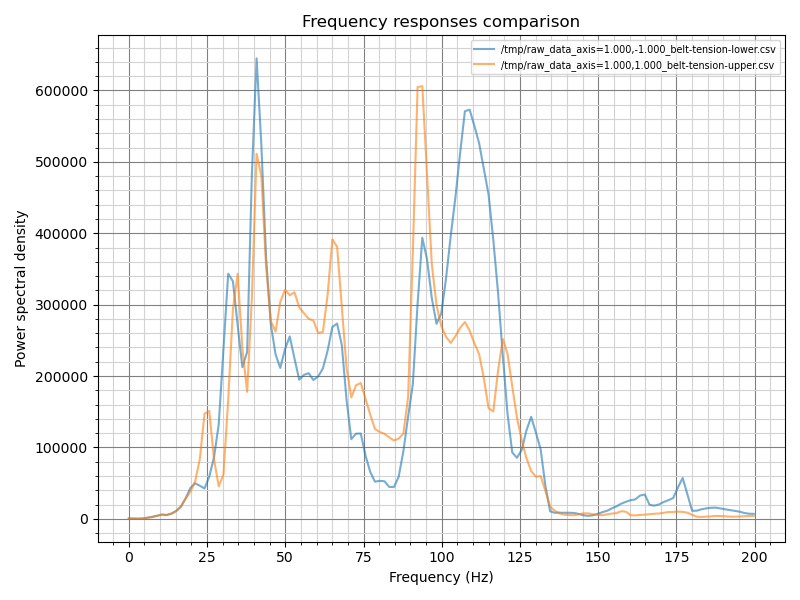 Frequency responses comparison
/tmp/raw_data_axis=1.000,-1.000_belt-tension-lower.csv
/tmp/raw_data_axis=1.000,1.000_belt-tension-upper.csv
600000
500000
400000
300000
200000
100000
0
Power spectral density
0 25 50 75 100 125 150 175 200
Frequency (Hz)